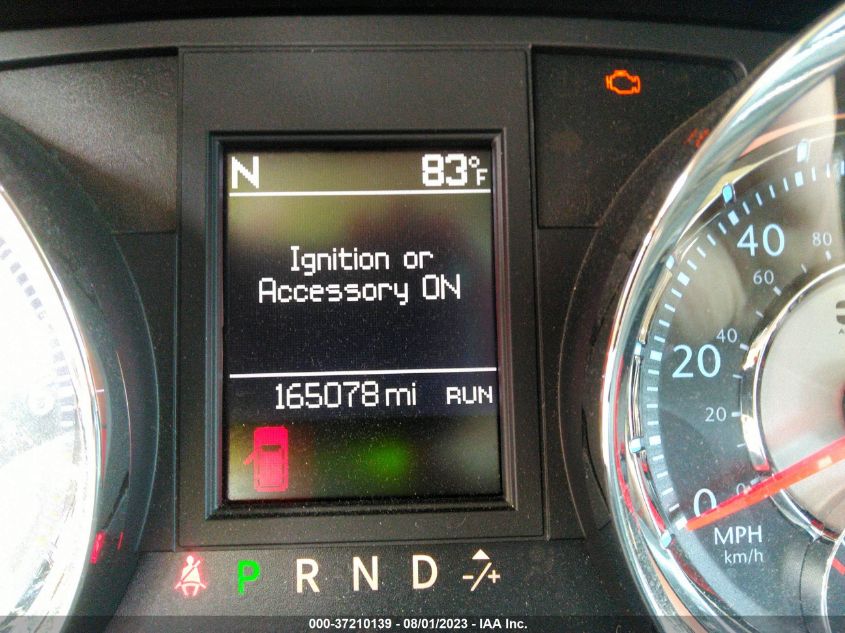 N 83°F
Ignition or
Accessory ON
165078 mi RUN
P R N D -/+
40
80
60
20
40
20
0
0
MPH
km/h
000-37210139 - 08/01/2023 - IAA Inc.